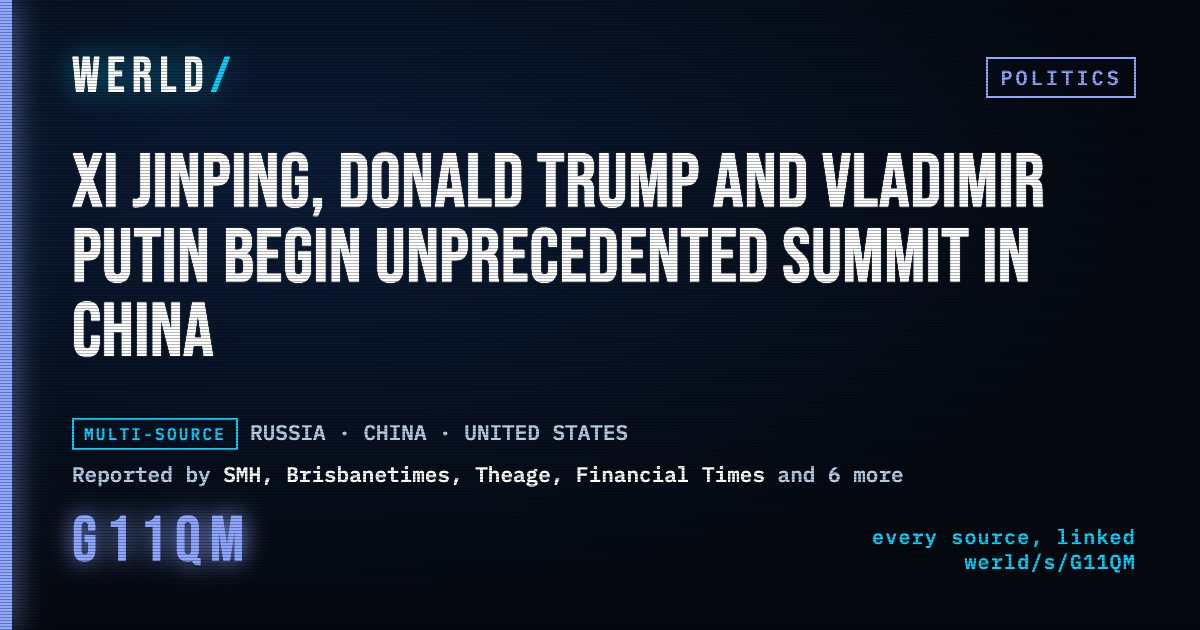 WERLD/
POLITICS
XI JINPING, DONALD TRUMP AND VLADIMIR
PUTIN BEGIN UNPRECEDENTED SUMMIT IN
CHINA
MULTI-SOURCE RUSSIA · CHINA · UNITED STATES
Reported by SMH, Brisbanetimes, Theage, Financial Times and 6 more
G11QM
every source, linked
werld/s/G11QM